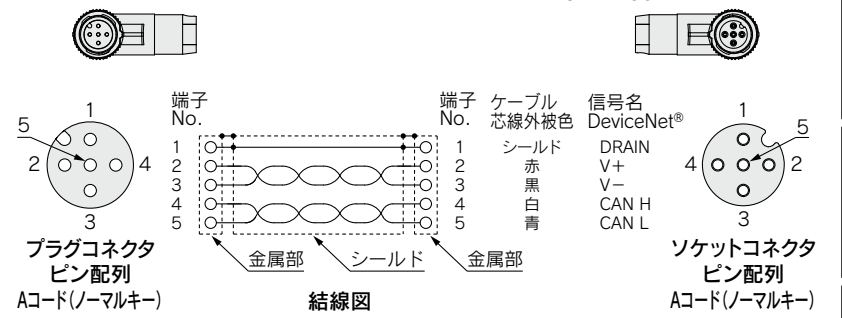 1
5
2
4
3
プラグコネクタ
ピン配列
Aコード(ノーマルキー)
端子
No.
1
2
3
4
5
金属部
シールド
金属部
結線図
端子 ケーブル 信号名
No. 芯線外被色 DeviceNet®
1 シールド DRAIN
2 赤 V+
3 黒 V−
4 白 CAN H
5 青 CAN L
1
5
4
2
3
ソケットコネクタ
ピン配列
Aコード(ノーマルキー)